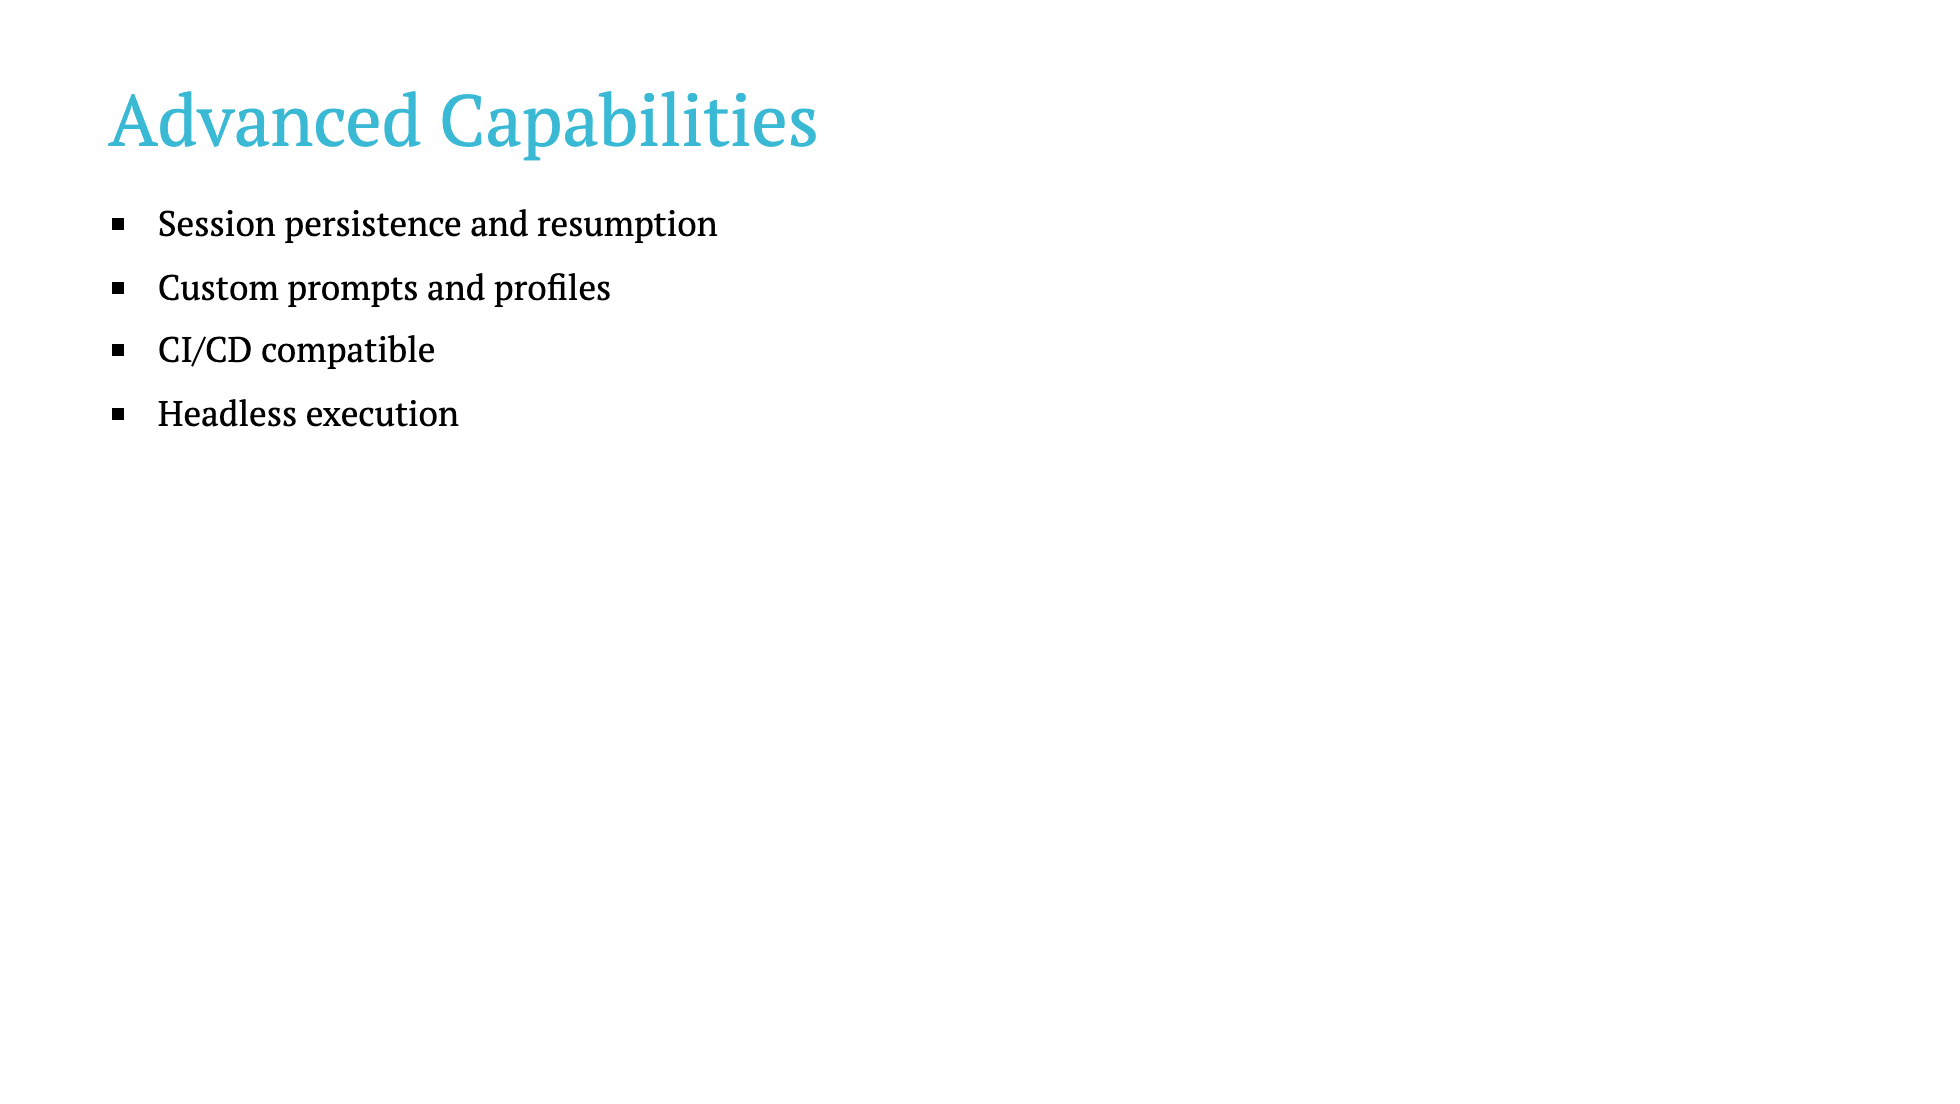 Advanced Capabilities
▪ Session persistence and resumption
▪ Custom prompts and profiles
▪ CI/CD compatible
▪ Headless execution